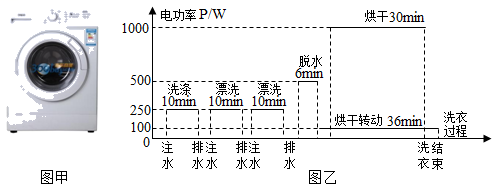 电功率 P/W
烘干30min
1000
脱水
6min
500
洗涤 漂洗 漂洗
10min 10min 10min
250
烘干转动 36min
洗衣
过程
100
0
注水 排水 注水 排水 注水 排水 洗衣 结束
图甲 图乙